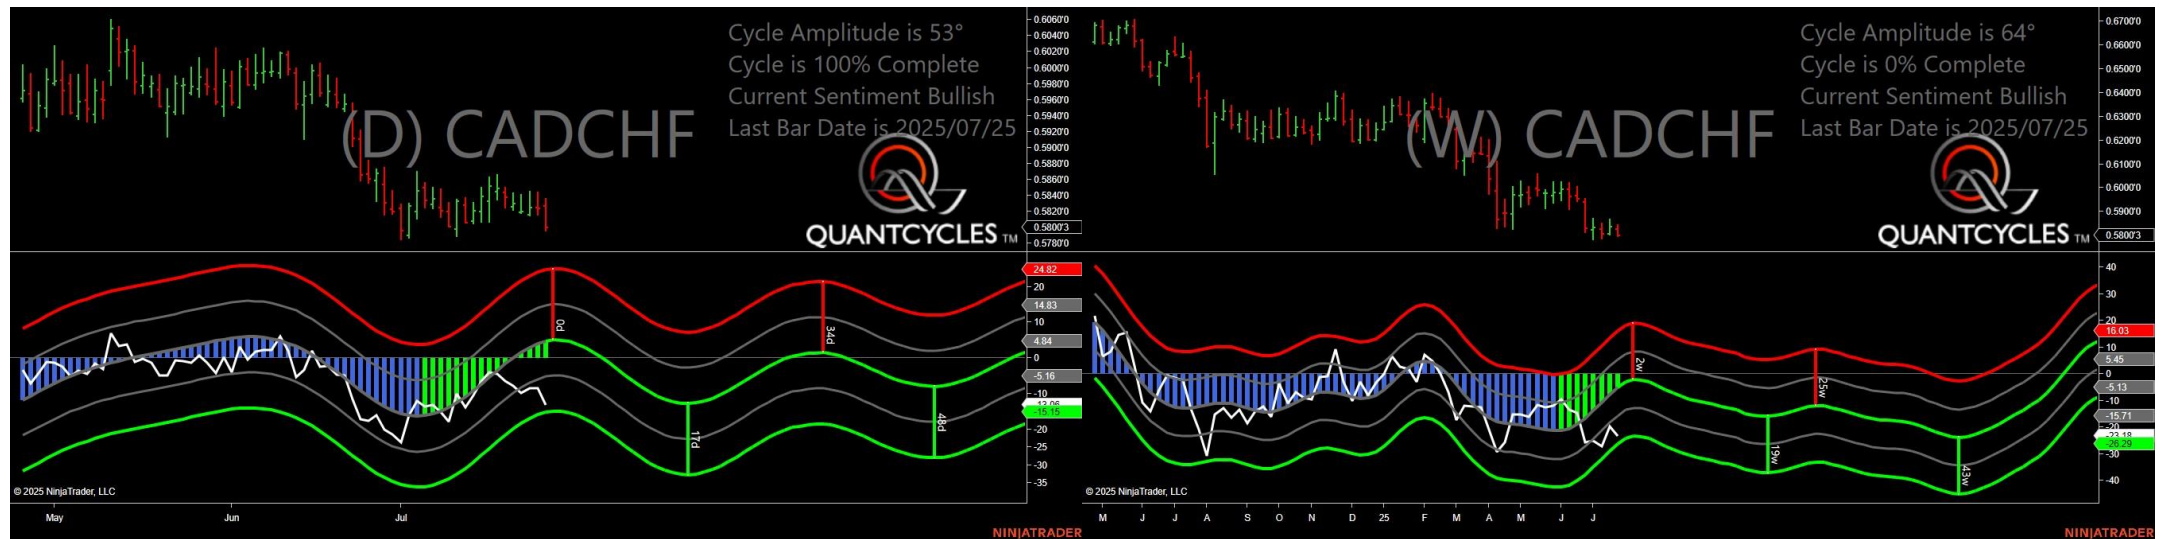 Cycle Amplitude is 53°
Cycle is 100% Complete
Current Sentiment Bullish
Last Bar Date is 2025/07/25
(D) CADCHF
QUANTCYCLES TM
0.6060'0
0.6040'0
0.6020'0
0.6000'0
0.5980'0
0.5960'0
0.5940'0
0.5920'0
0.5900'0
0.5880'0
0.5860'0
0.5840'0
0.5820'0
0.5800'3
0.5780'0
24.82
20
14.83
10
4.84
0
-5.16
-10
-15.15
-20
-25
-30
-35
0d
17d
34d
48d
© 2025 NinjaTrader, LLC
May Jun Jul
NINJATRADER
Cycle Amplitude is 64°
Cycle is 0% Complete
Current Sentiment Bullish
Last Bar Date is 2025/07/25
(W) CADCHF
QUANTCYCLES TM
0.6700'0
0.6600'0
0.6500'0
0.6400'0
0.6300'0
0.6200'0
0.6100'0
0.6000'0
0.5900'0
0.5800'3
40
30
20
16.03
5.45
0
-5.13
-10
-15.71
-26.29
-30
-40
2w
19w
25w
43w
© 2025 NinjaTrader, LLC
M J J A S O N D 25 F M A M J J
NINJATRADER